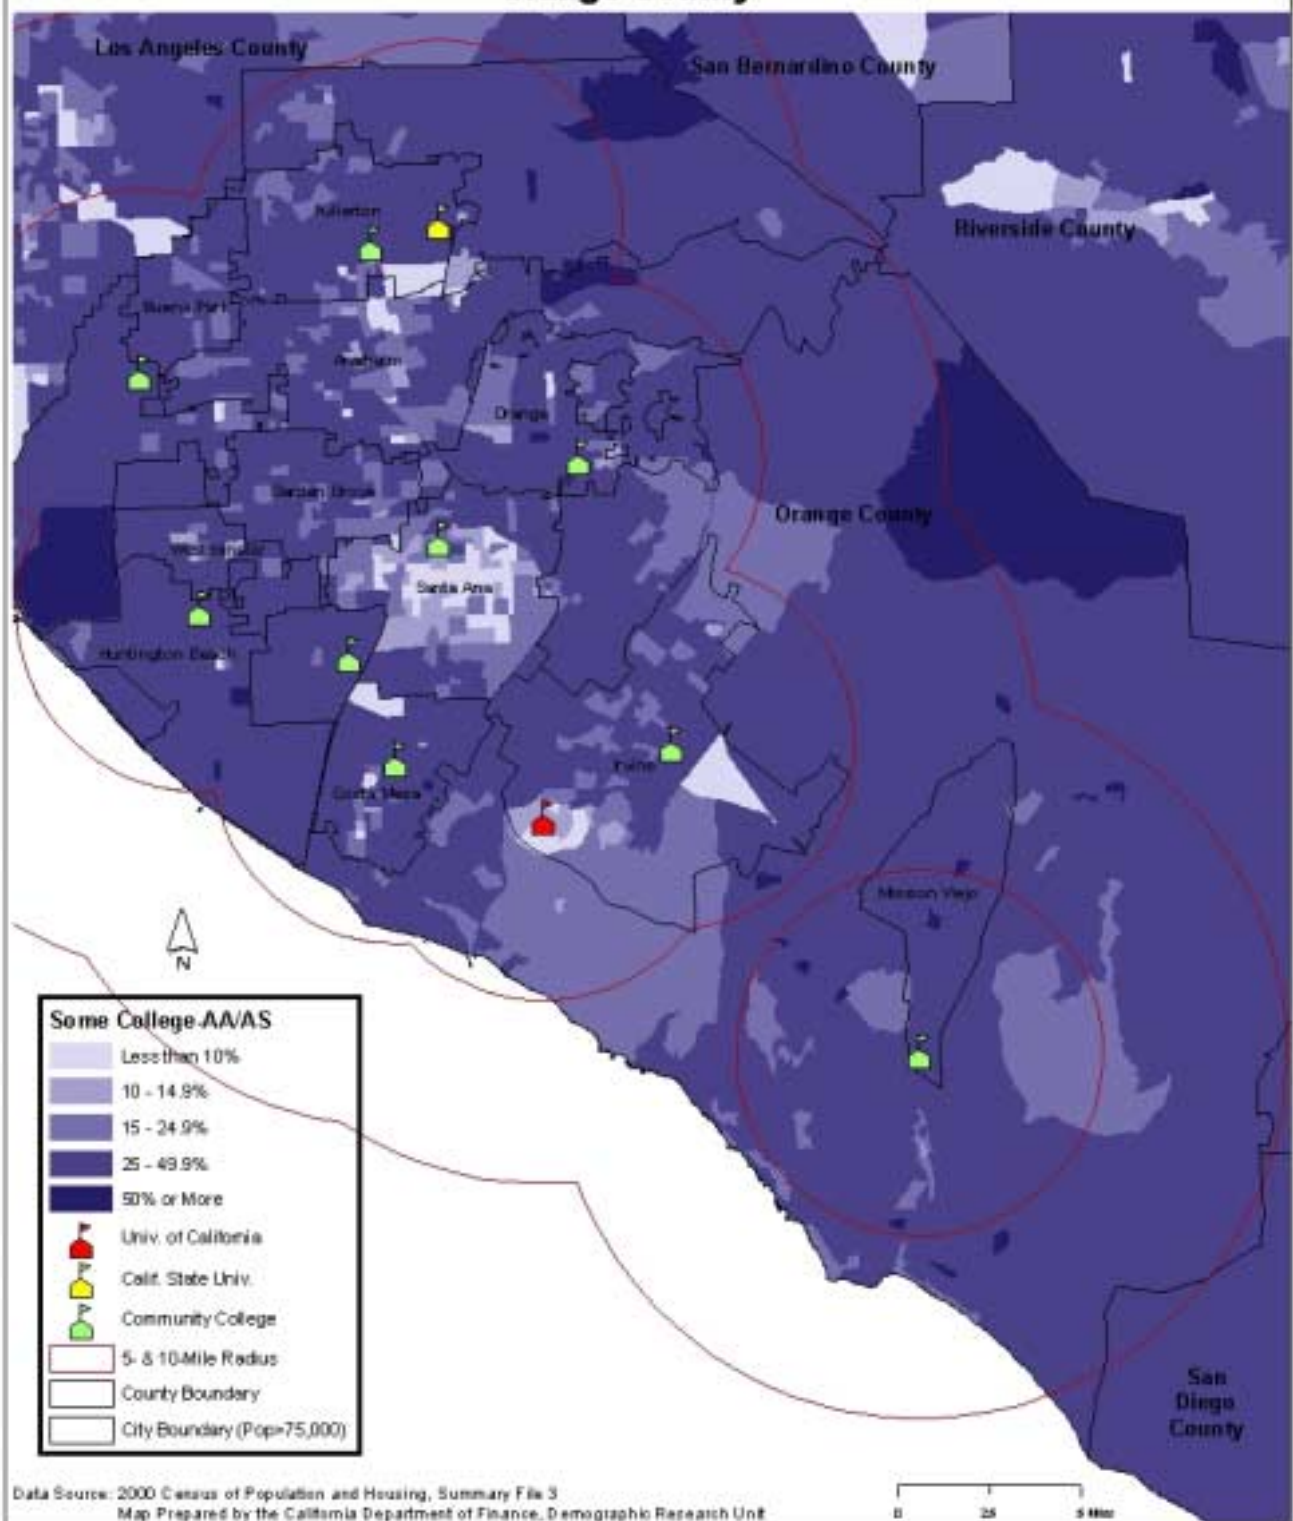 Los Angeles County
San Bernardino County
Riverside County
Fullerton
Buena Park
Anaheim
Orange
Garden Grove
Orange County
Westminster
Santa Ana
Huntington Beach
Irvine
Costa Mesa
Mission Viejo
N
Some College-AA/AS
Less than 10%
10 - 14.9%
15 - 24.9%
25 - 49.9%
50% or More
Univ. of California
Calif. State Univ.
Community College
5- & 10-Mile Radius
County Boundary
City Boundary (Pop>75,000)
San
Diego
County
Data Source: 2000 Census of Population and Housing, Summary File 3
Map Prepared by the California Department of Finance, Demographic Research Unit
0 2.5 5 Miles